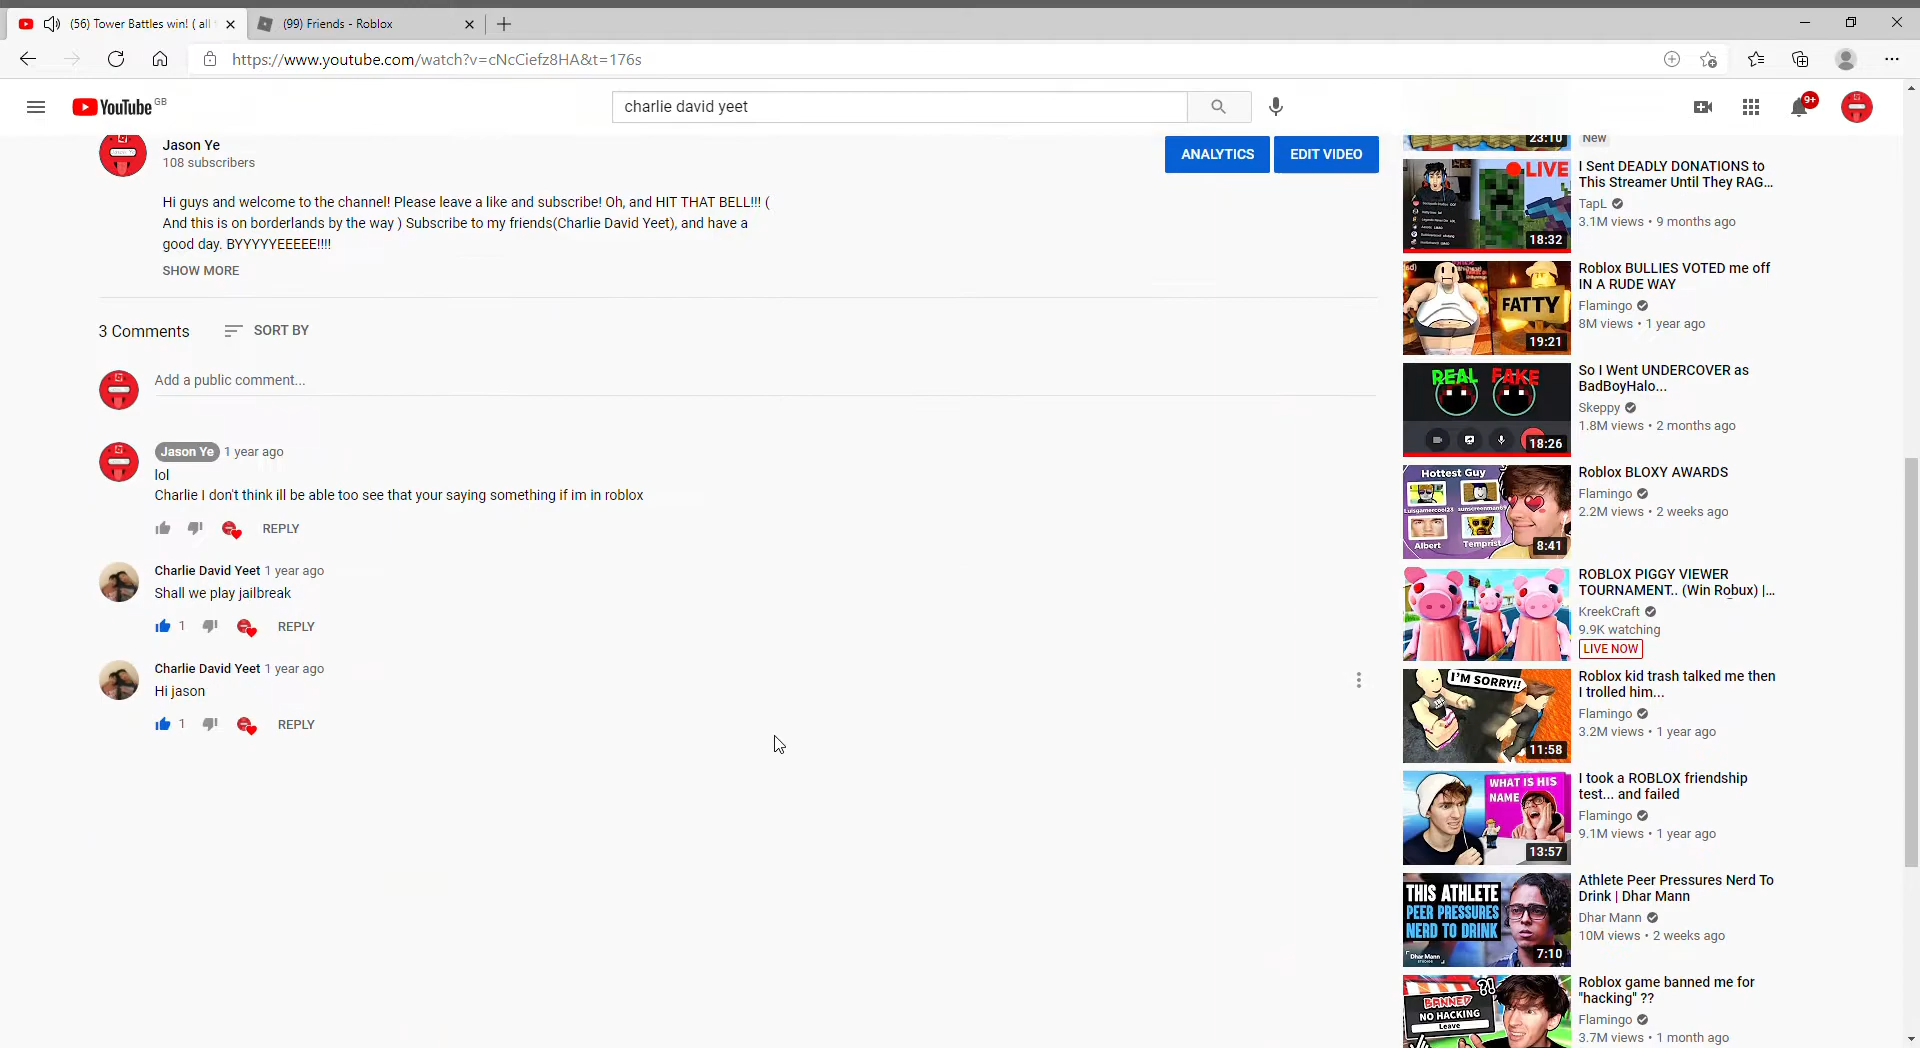 (56) Tower Battles win! ( all
(99) Friends - Roblox
https://www.youtube.com/watch?v=cNcCiefz8HA&t=176s
YouTube GB
charlie david yeet
9+
Jason Ye
108 subscribers
ANALYTICS
EDIT VIDEO
Hi guys and welcome to the channel! Please leave a like and subscribe! Oh, and HIT THAT BELL!!! (
And this is on borderlands by the way ) Subscribe to my friends(Charlie David Yeet), and have a
good day. BYYYYYEEEEE!!!!
SHOW MORE
3 Comments
SORT BY
Add a public comment...
Jason Ye 1 year ago
lol
Charlie I don't think ill be able too see that your saying something if im in roblox
REPLY
Charlie David Yeet 1 year ago
Shall we play jailbreak
1 REPLY
Charlie David Yeet 1 year ago
Hi jason
1 REPLY
23:10
New
LIVE
18:32
I Sent DEADLY DONATIONS to
This Streamer Until They RAG...
TapL
3.1M views • 9 months ago
FATTY
19:21
Roblox BULLIES VOTED me off
IN A RUDE WAY
Flamingo
8M views • 1 year ago
REAL FAKE
18:26
So I Went UNDERCOVER as
BadBoyHalo...
Skeppy
1.8M views • 2 months ago
Hottest Guy
Luisgamercool23 sunscreenman69
Albert Temprist
8:41
Roblox BLOXY AWARDS
Flamingo
2.2M views • 2 weeks ago
ROBLOX PIGGY VIEWER
TOURNAMENT.. (Win Robux) |...
KreekCraft
9.9K watching
LIVE NOW
I'M SORRY!!
11:58
Roblox kid trash talked me then
I trolled him...
Flamingo
3.2M views • 1 year ago
WHAT IS HIS
NAME
13:57
I took a ROBLOX friendship
test... and failed
Flamingo
9.1M views • 1 year ago
THIS ATHLETE
PEER PRESSURES
NERD TO DRINK
Dhar Mann
STUDIOS
7:10
Athlete Peer Pressures Nerd To
Drink | Dhar Mann
Dhar Mann
10M views • 2 weeks ago
?!
BANNED
NO HACKING
Leave
Roblox game banned me for
"hacking" ??
Flamingo
3.7M views • 1 month ago